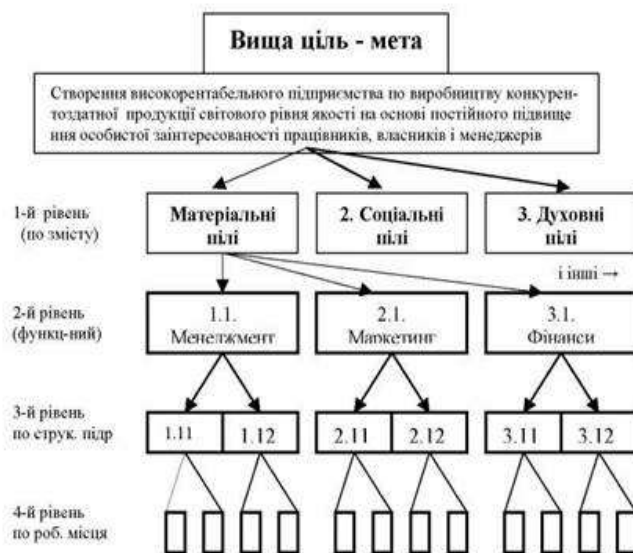 Вища ціль - мета
Створення високорентабельного підприємства по виробництву конкурен-
тоздатної продукції світового рівня якості на основі постійного підвище
ння особистої заінтересованості працівників, власників і менеджерів
1-й рівень
(по змісту)
Матеріальні
цілі
2. Соціальні
цілі
3. Духовні
цілі
і інші →
2-й рівень
(функц-ний)
1.1.
Менеджмент
2.1.
Маркетинг
3.1.
Фінанси
3-й рівень
по струк. підр
1.11
1.12
2.11
2.12
3.11
3.12
4-й рівень
по роб. місця